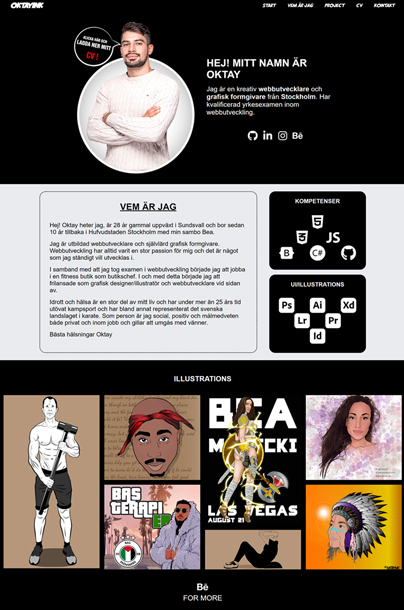 OKTAYINK
START VEM ÄR JAG PROJECT CV KONTAKT
KLICKA HÄR OCH
LADDA NER MITT
CV!
HEJ! MITT NAMN ÄR
OKTAY
Jag är en kreativ webbutvecklare och
grafisk formgivare från Stockholm. Har
kvalificerad yrkesexamen inom
webbutveckling.
in
Bē
VEM ÄR JAG
Hej! Oktay heter jag, är 28 år gammal uppväxt i Sundsvall och bor sedan
10 år tillbaka i Hufvudstaden Stockholm med min sambo Bea.
Jag är utbildad webbutvecklare och självlärd grafisk formgivare.
Webbutveckling har alltid varit en stor passion för mig och det är något
som jag ständigt vill utvecklas i.
I samband med att jag tog examen i webbutveckling började jag att jobba
i en fitness butik som butikschef. I och med detta började jag att
frilansade som grafisk designer/illustratör och webbutvecklare vid sidan
av.
Idrott och hälsa är en stor del av mitt liv och har under mer än 25 års tid
utövat kampsport och har bland annat representerat det svenska
landslaget i karate. Som person är jag social, positiv och målmedveten
både privat och inom jobb och gillar att umgås med vänner.
Bästa hälsningar Oktay
KOMPETENSER
5
3 JS
B C#
UI/ILLUSTRATIONS
Ps Ai Xd
Lr Pr
Id
ILLUSTRATIONS
BEA
LAS VEGAS
AUGUST 21
BAS
TERAPI
EP
Bē
FOR MORE